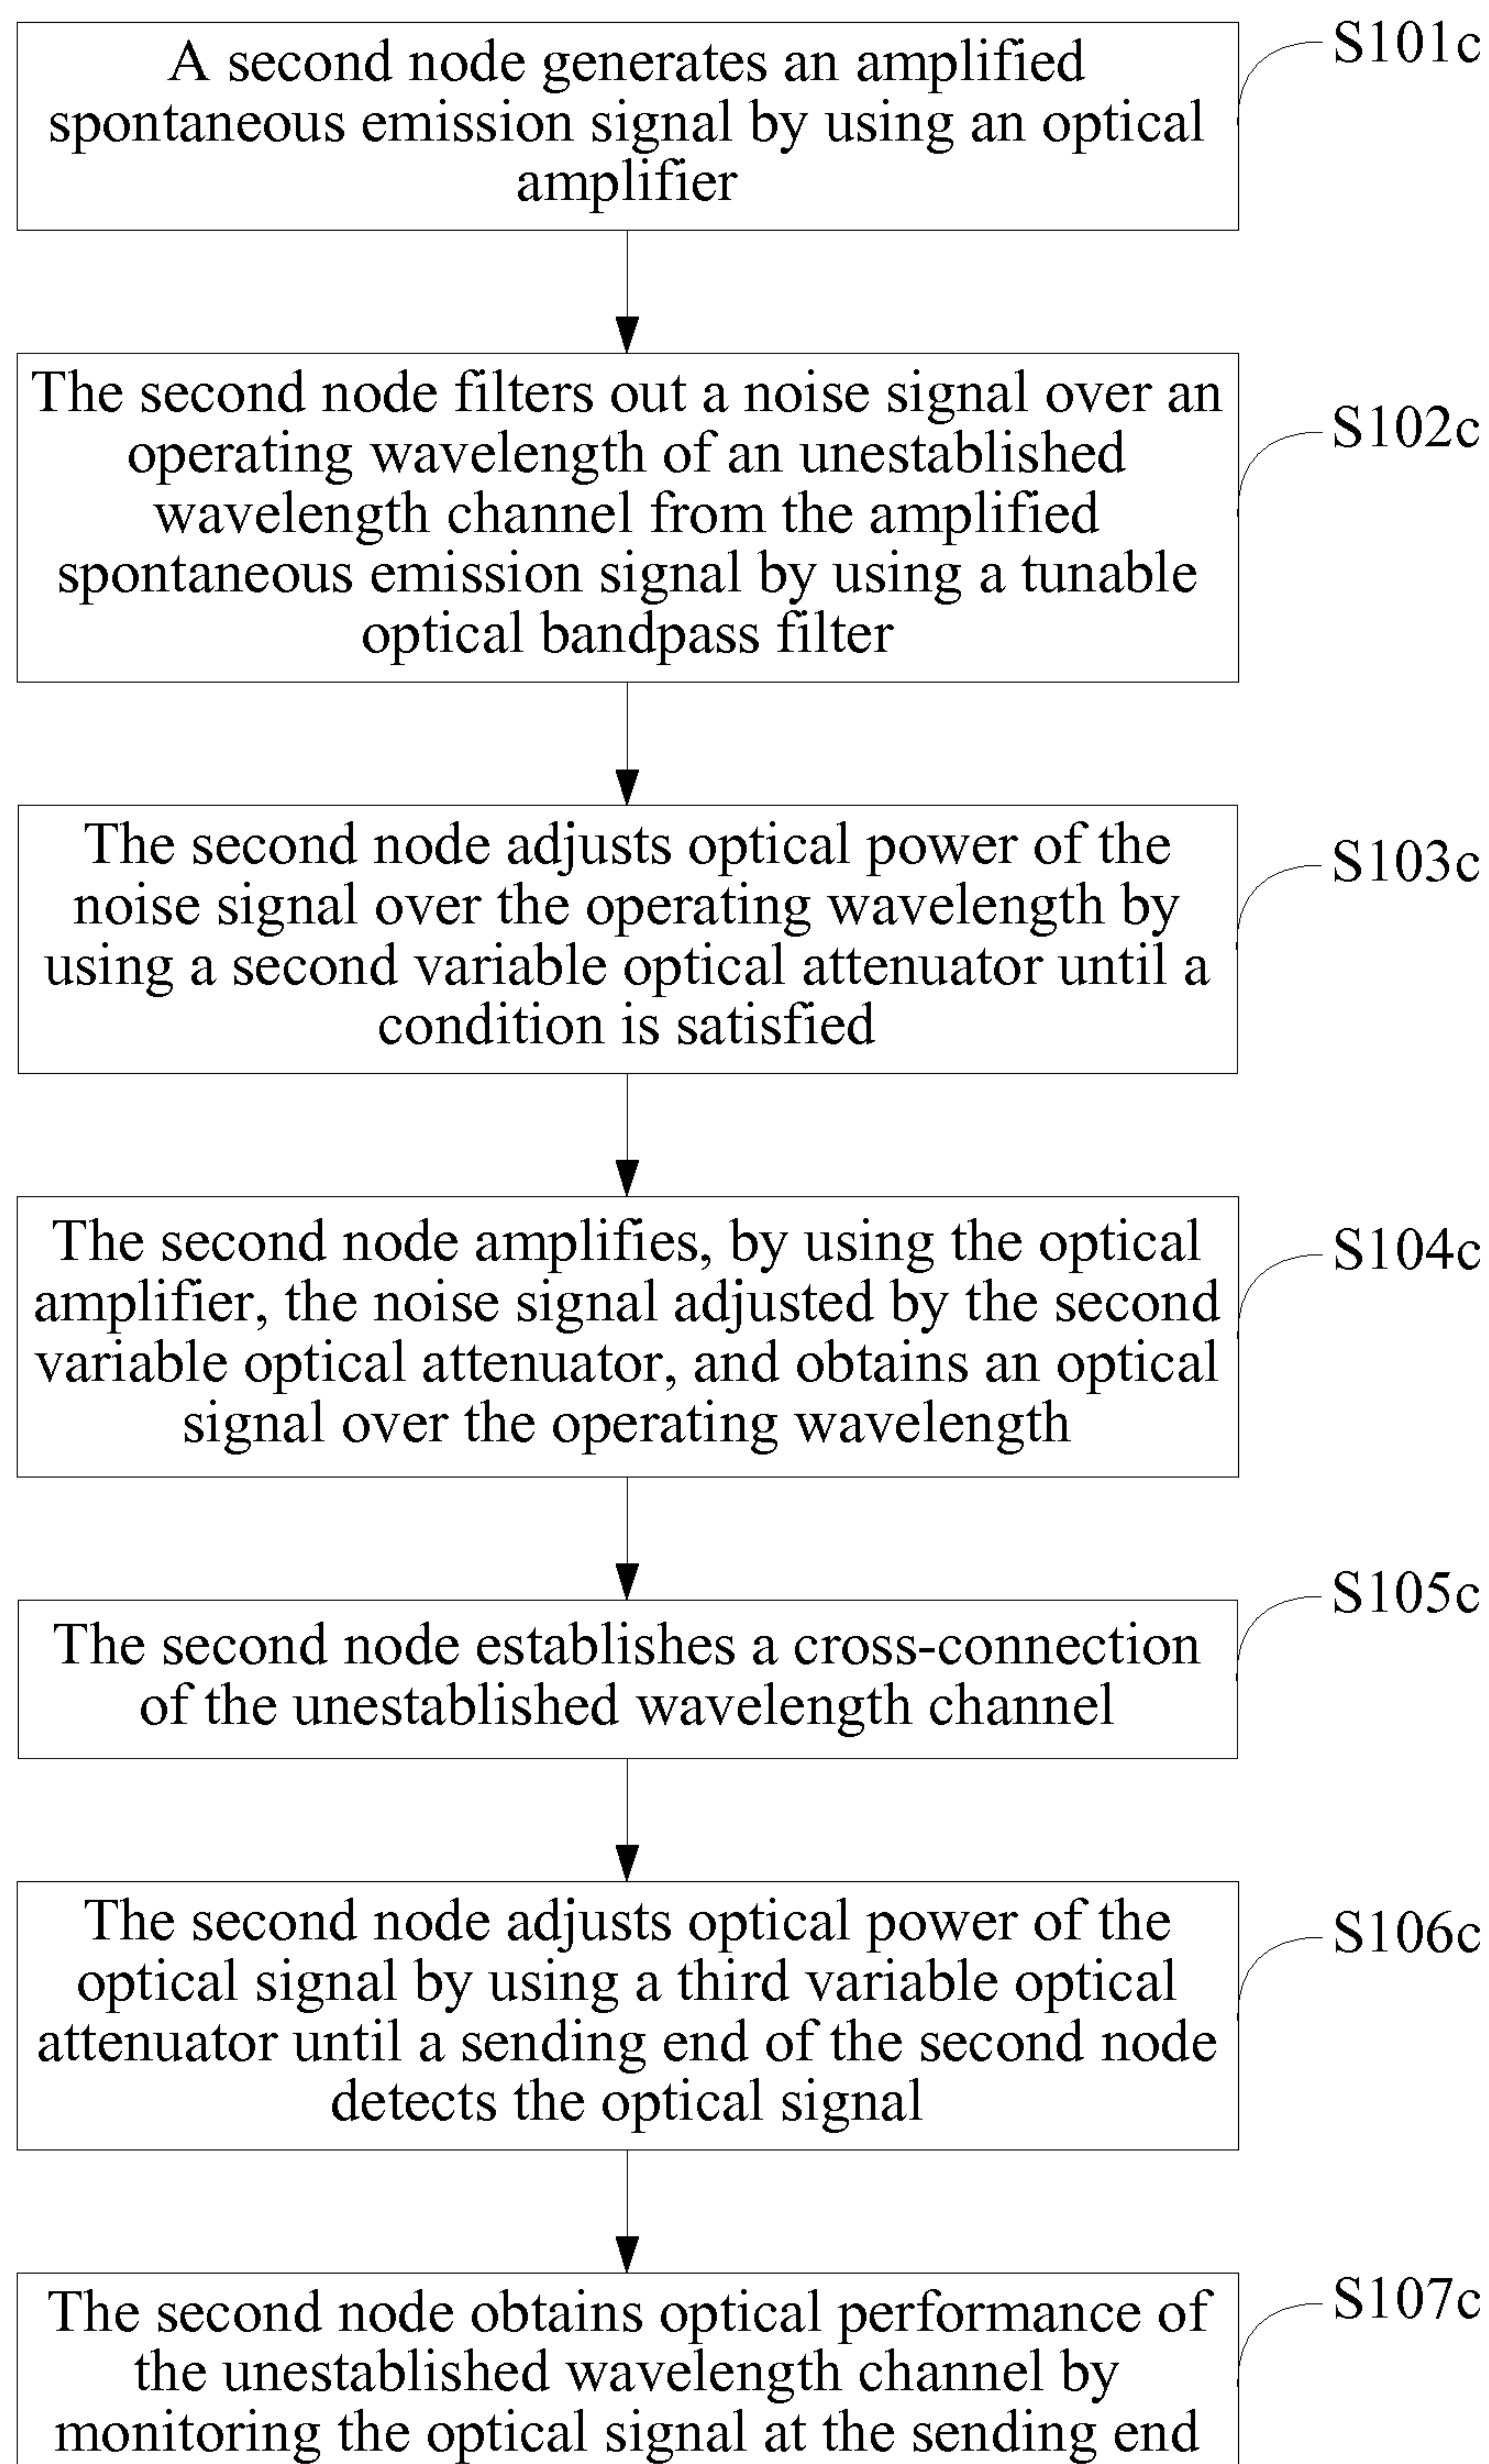 A second node generates an amplified
spontaneous emission signal by using an optical
amplifier
S101c
The second node filters out a noise signal over an
operating wavelength of an unestablished
wavelength channel from the amplified
spontaneous emission signal by using a tunable
optical bandpass filter
S102c
The second node adjusts optical power of the
noise signal over the operating wavelength by
using a second variable optical attenuator until a
condition is satisfied
S103c
The second node amplifies, by using the optical
amplifier, the noise signal adjusted by the second
variable optical attenuator, and obtains an optical
signal over the operating wavelength
S104c
The second node establishes a cross-connection
of the unestablished wavelength channel
S105c
The second node adjusts optical power of the
optical signal by using a third variable optical
attenuator until a sending end of the second node
detects the optical signal
S106c
The second node obtains optical performance of
the unestablished wavelength channel by
monitoring the optical signal at the sending end
S107c